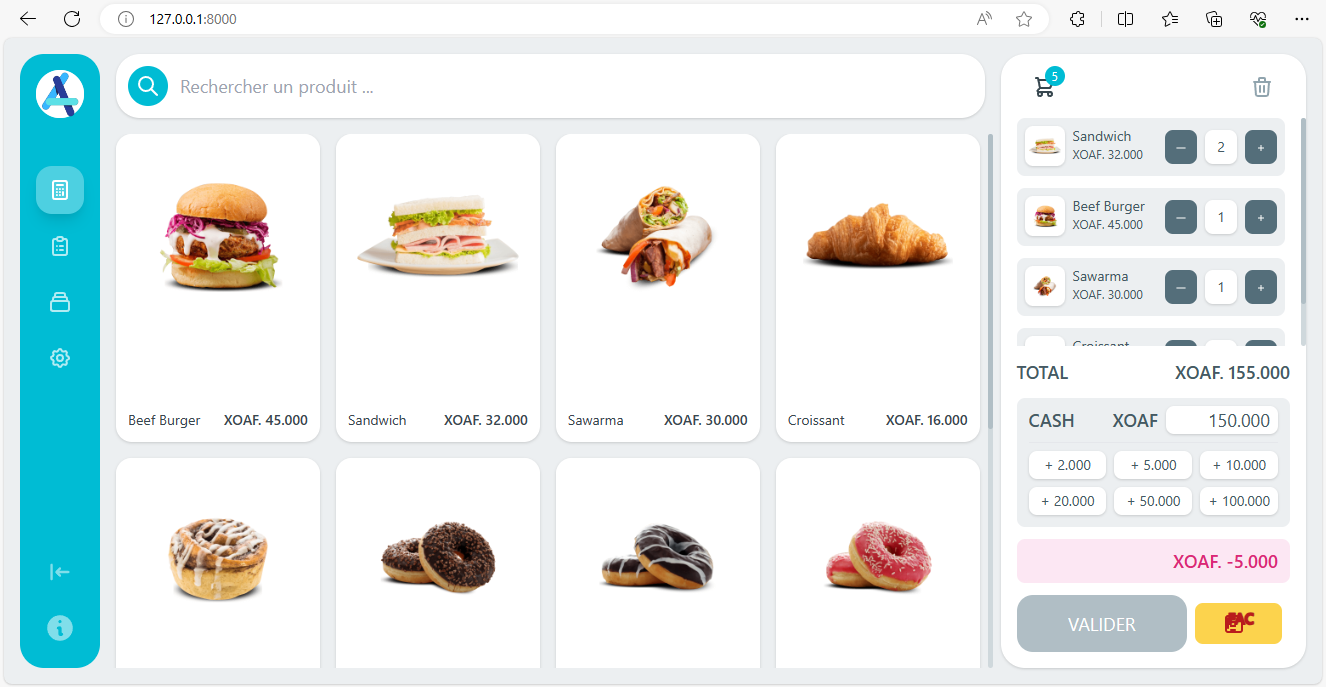 127.0.0.1:8000
Rechercher un produit ...
Beef Burger XOAF. 45.000
Sandwich XOAF. 32.000
Sawarma XOAF. 30.000
Croissant XOAF. 16.000
5
Sandwich
XOAF. 32.000
− 2 +
Beef Burger
XOAF. 45.000
− 1 +
Sawarma
XOAF. 30.000
− 1 +
Croissant
TOTAL XOAF. 155.000
CASH XOAF 150.000
+ 2.000 + 5.000 + 10.000
+ 20.000 + 50.000 + 100.000
XOAF. -5.000
VALIDER